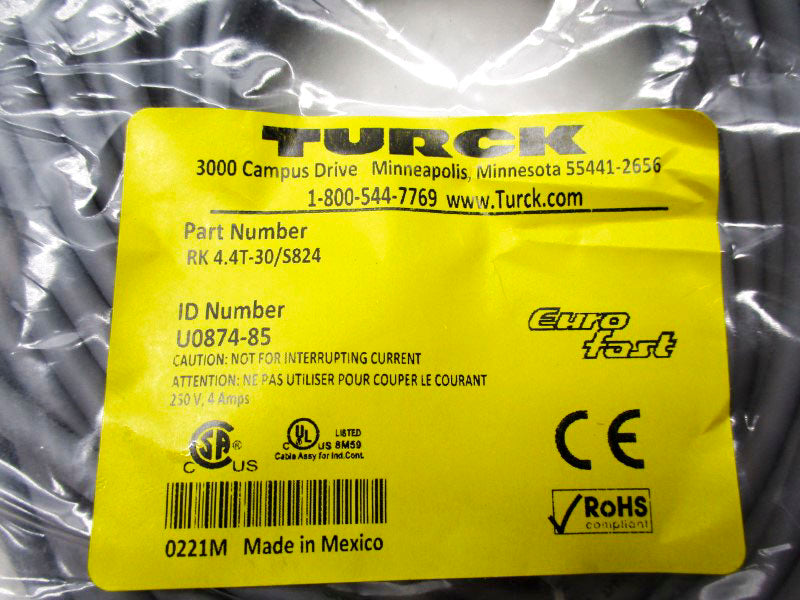 TURCK
3000 Campus Drive Minneapolis, Minnesota 55441-2656
1-800-544-7769 www.Turck.com
Part Number
RK 4.4T-30/S824
ID Number
U0874-85
CAUTION: NOT FOR INTERRUPTING CURRENT
ATTENTION: NE PAS UTILISER POUR COUPER LE COURANT
250 V, 4 Amps
Euro
fast
SA®
C US
UL
C US
LISTED
8M59
Cable Assy for Ind.Cont.
CE
RoHS
compliant
0221M Made in Mexico